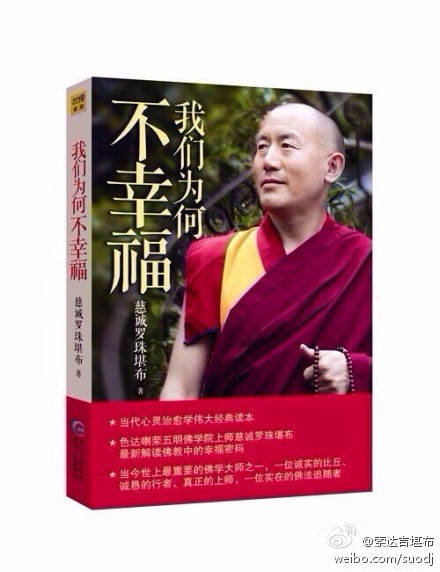 我们为何
不幸福
慈诚罗珠堪布 著
★当代心灵治愈学伟大经典读本
★色达喇荣五明佛学院上师慈诚罗珠堪布
最新解读佛教中的幸福密码
★当今世上最重要的佛学大师之一，一位诚实的比丘、
诚恳的行者、真正的上师，一位实在的佛法追随者
我们为何不幸福
慈诚罗珠堪布 著
@索达吉堪布
weibo.com/suodj